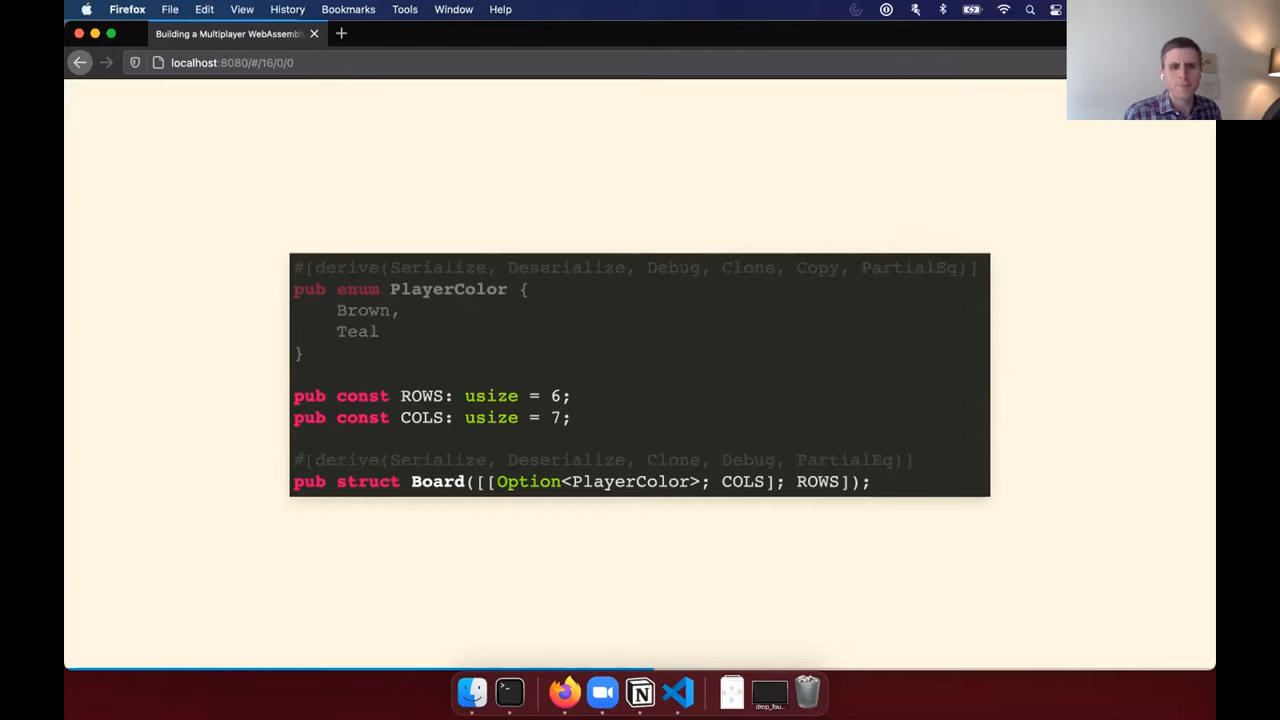 Firefox File Edit View History Bookmarks Tools Window Help
Building a Multiplayer WebAssembl
localhost:8080/#/16/0/0
#[derive(Serialize, Deserialize, Debug, Clone, Copy, PartialEq)]
pub enum PlayerColor {
Brown,
Teal
}
pub const ROWS: usize = 6;
pub const COLS: usize = 7;
#[derive(Serialize, Deserialize, Clone, Debug, PartialEq)]
pub struct Board([[Option<PlayerColor>; COLS]; ROWS]);
drop_fou...